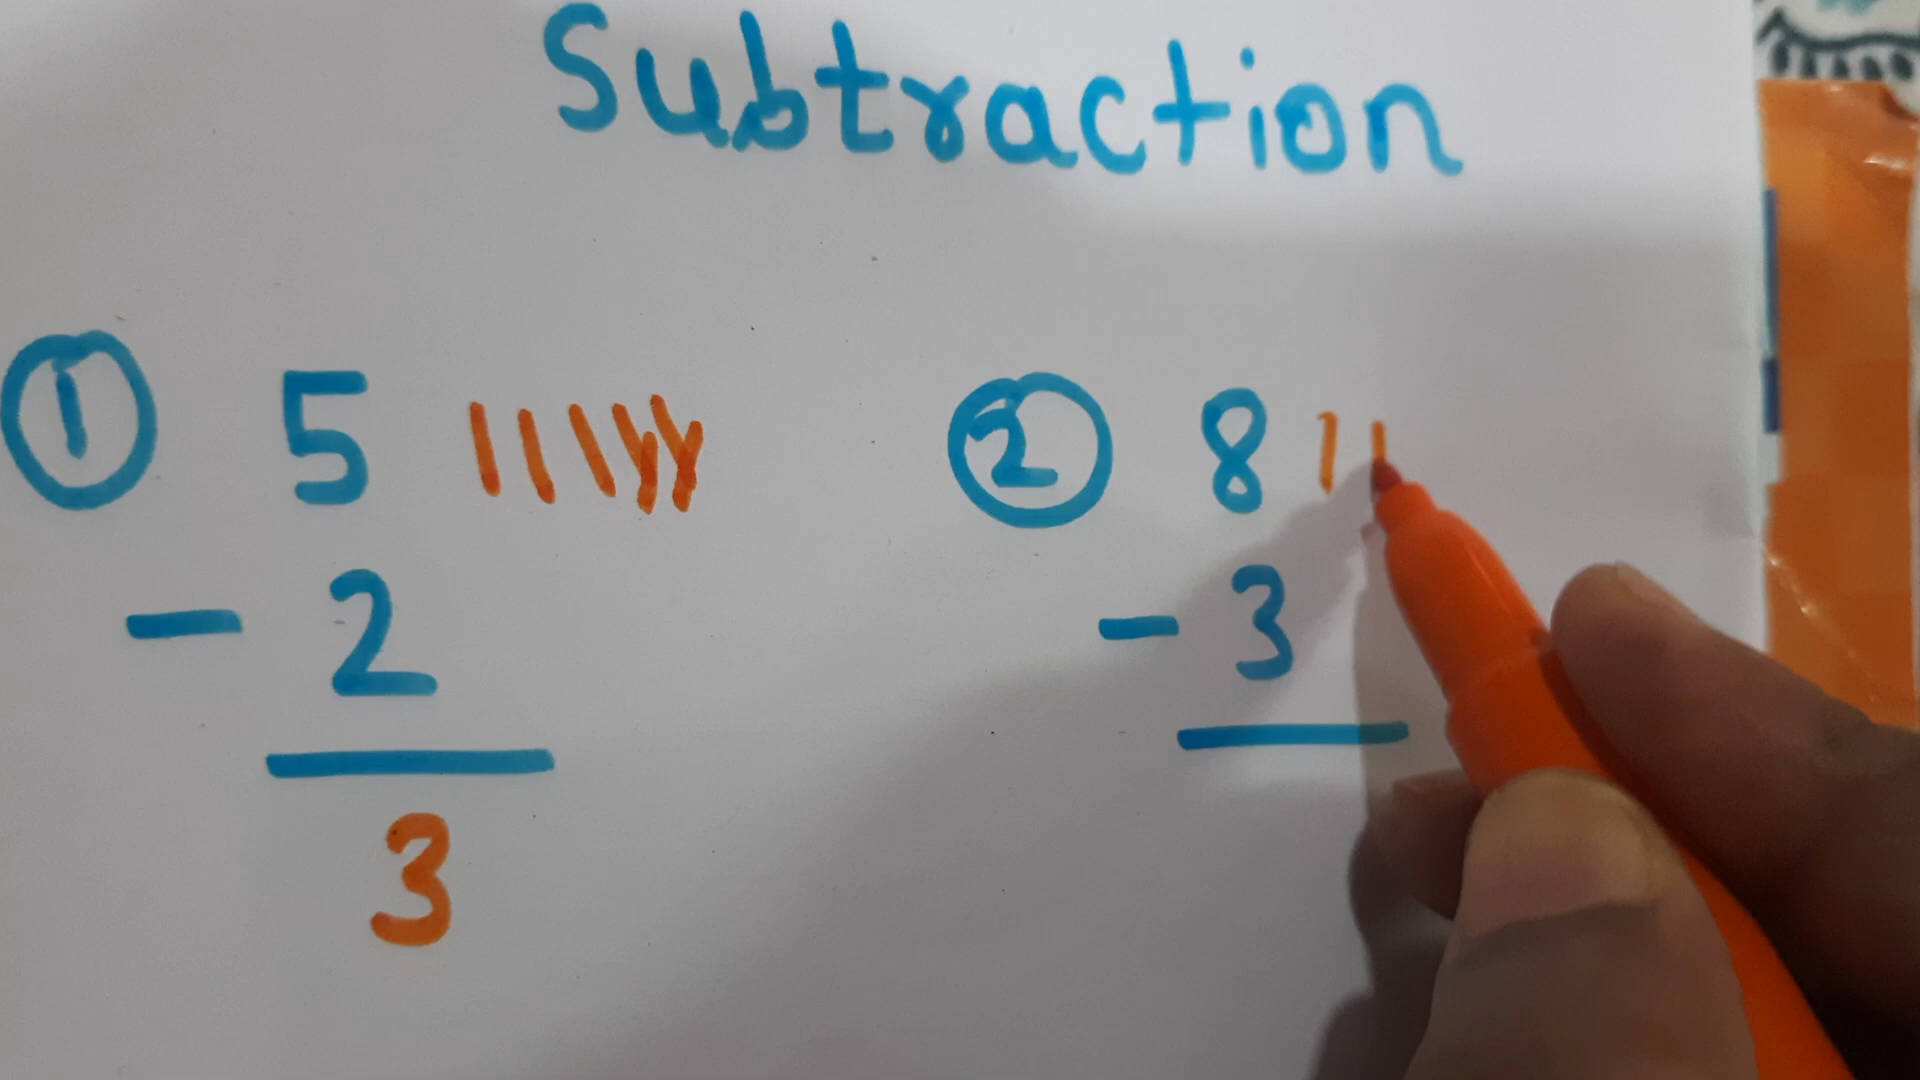 Subtraction
① 5 ② 8
- 2 - 3
3